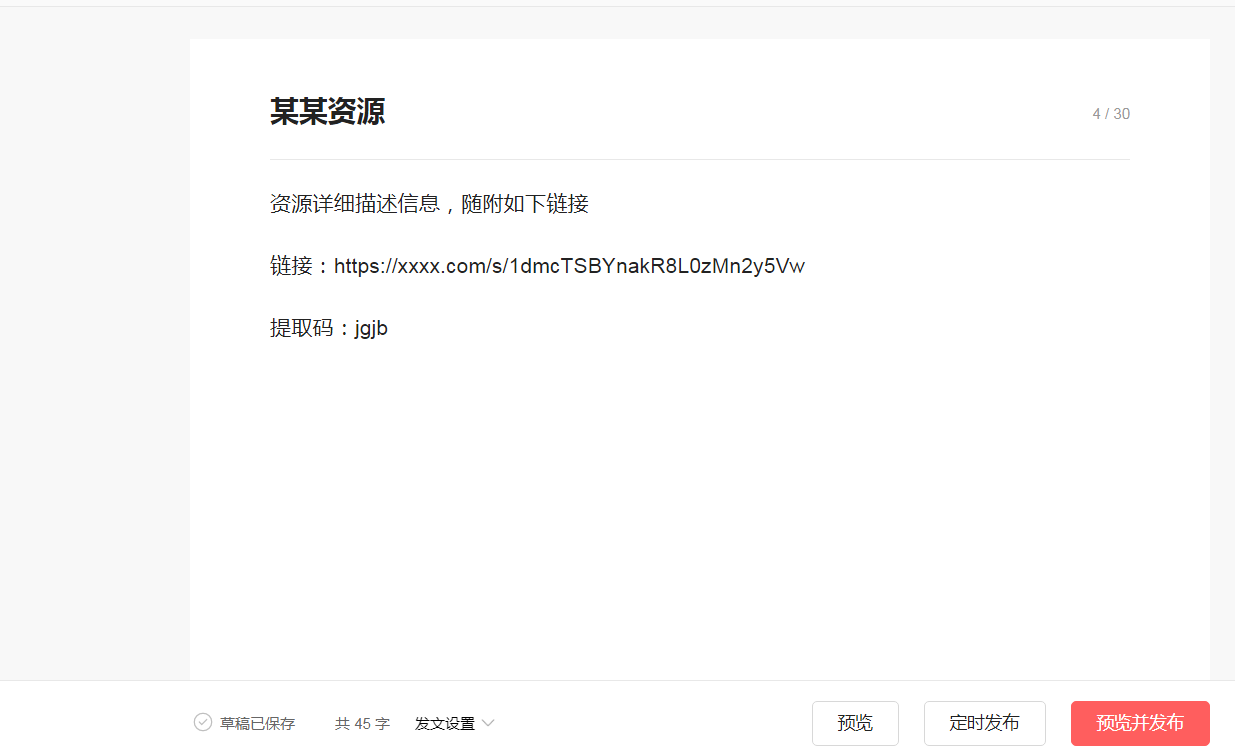 某某资源
4 / 30
资源详细描述信息，随附如下链接
链接：https://xxxx.com/s/1dmcTSBYnakR8L0zMn2y5Vw
提取码：jgjb
草稿已保存 共 45 字 发文设置 预览 定时发布 预览并发布